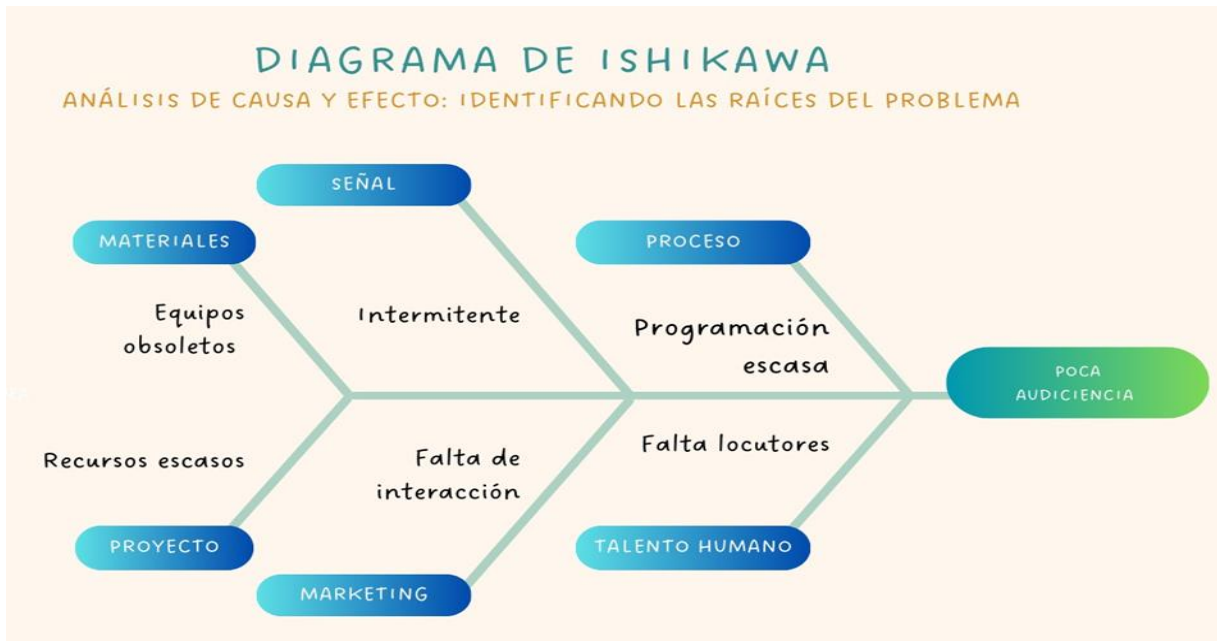 DIAGRAMA DE ISHIKAWA
ANÁLISIS DE CAUSA Y EFECTO: IDENTIFICANDO LAS RAÍCES DEL PROBLEMA
SEÑAL
MATERIALES
PROCESO
Equipos
obsoletos
Intermitente
Programación
escasa
POCA
AUDICIENCIA
Recursos escasos
Falta de
interacción
Falta locutores
PROYECTO
TALENTO HUMANO
MARKETING